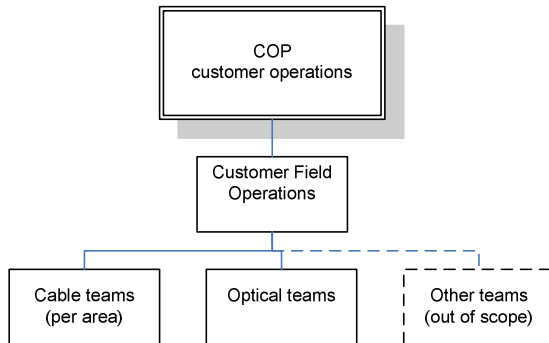 COP
customer operations
Customer Field
Operations
Cable teams
(per area)
Optical teams
Other teams
(out of scope)